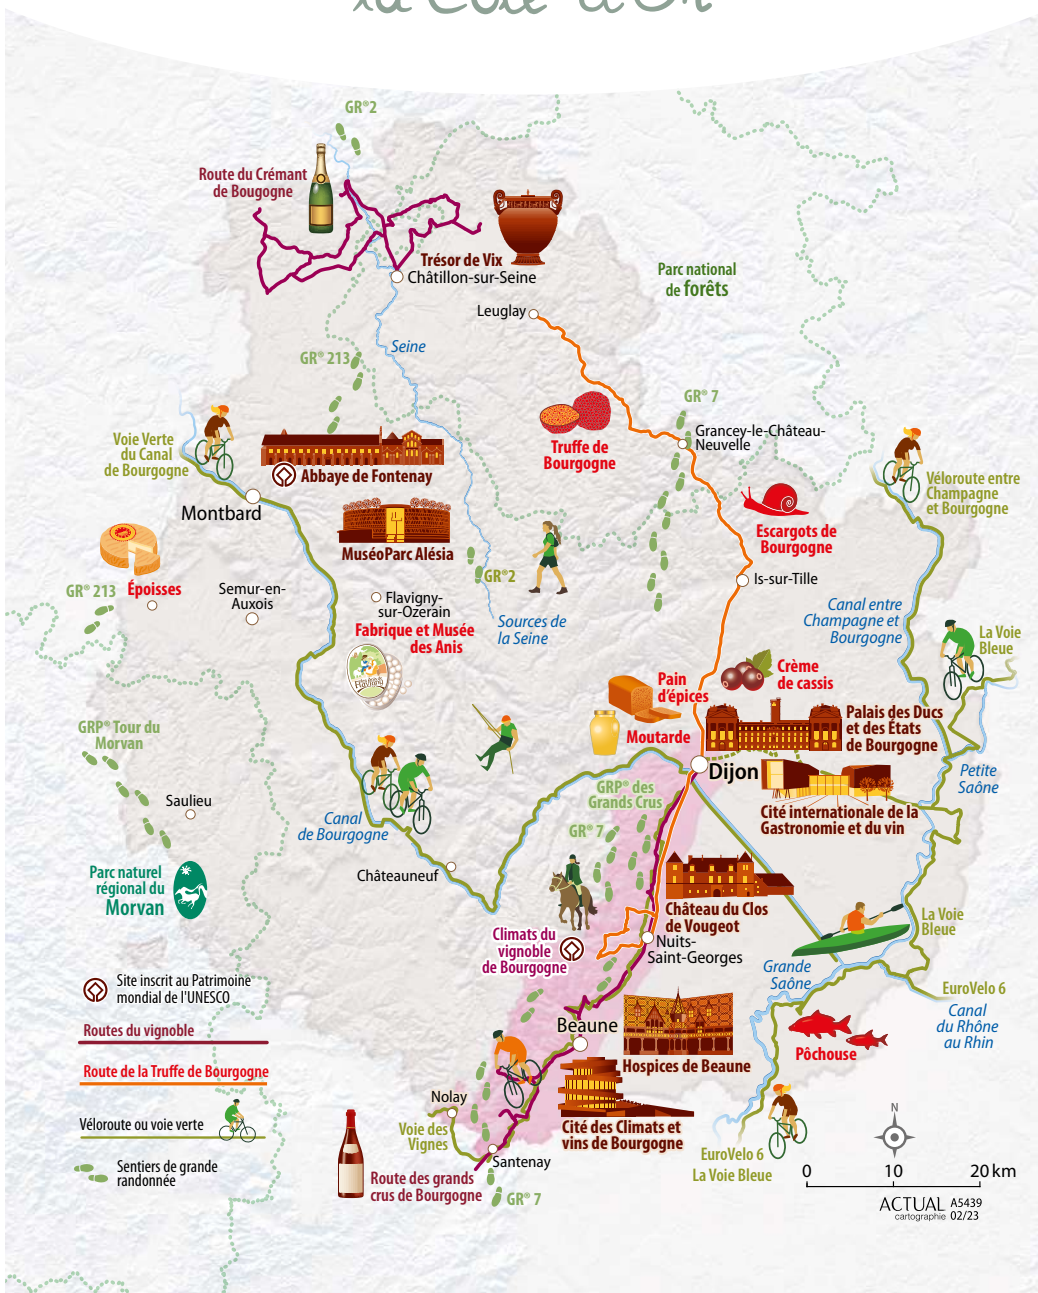 la Côte-d'Or
GR®2
Route du Crémant
de Bougogne
Trésor de Vix
Châtillon-sur-Seine
Parc national
de forêts
Leuglay
Seine
GR® 213
GR® 7
Truffe de
Bourgogne
Grancey-le-Château-
Neuvelle
Voie Verte
du Canal
de Bourgogne
Abbaye de Fontenay
Véloroute entre
Champagne
et Bourgogne
Montbard
MuséoParc Alésia
Escargots de
Bourgogne
GR®2
Is-sur-Tille
GR® 213
Époisses
Semur-en-
Auxois
Flavigny-
sur-Ozerain
Sources de
la Seine
Canal entre
Champagne et
Bourgogne
La Voie
Bleue
Fabrique et Musée
des Anis
Pain
d'épices
Crème
de cassis
Moutarde
Palais des Ducs
et des États
de Bourgogne
GRP® Tour du
Morvan
Dijon
Petite
Saône
GRP® des
Grands Crus
Cité internationale de la
Gastronomie et du vin
Saulieu
Canal
de Bourgogne
GR® 7
Châteauneuf
Parc naturel
régional du
Morvan
Château du Clos
de Vougeot
La Voie
Bleue
Climats du
vignoble
de Bourgogne
Nuits-
Saint-Georges
Grande
Saône
EuroVelo 6
Canal
du Rhône
au Rhin
Site inscrit au Patrimoine
mondial de l'UNESCO
Routes du vignoble
Route de la Truffe de Bourgogne
Véloroute ou voie verte
Sentiers de grande
randonnée
Beaune
Hospices de Beaune
Pôchouse
Nolay
Voie des
Vignes
Cité des Climats et
vins de Bourgogne
Santenay
Route des grands
crus de Bourgogne
GR® 7
EuroVelo 6
La Voie Bleue
N
0 10 20 km
ACTUAL A5439
cartographie 02/23